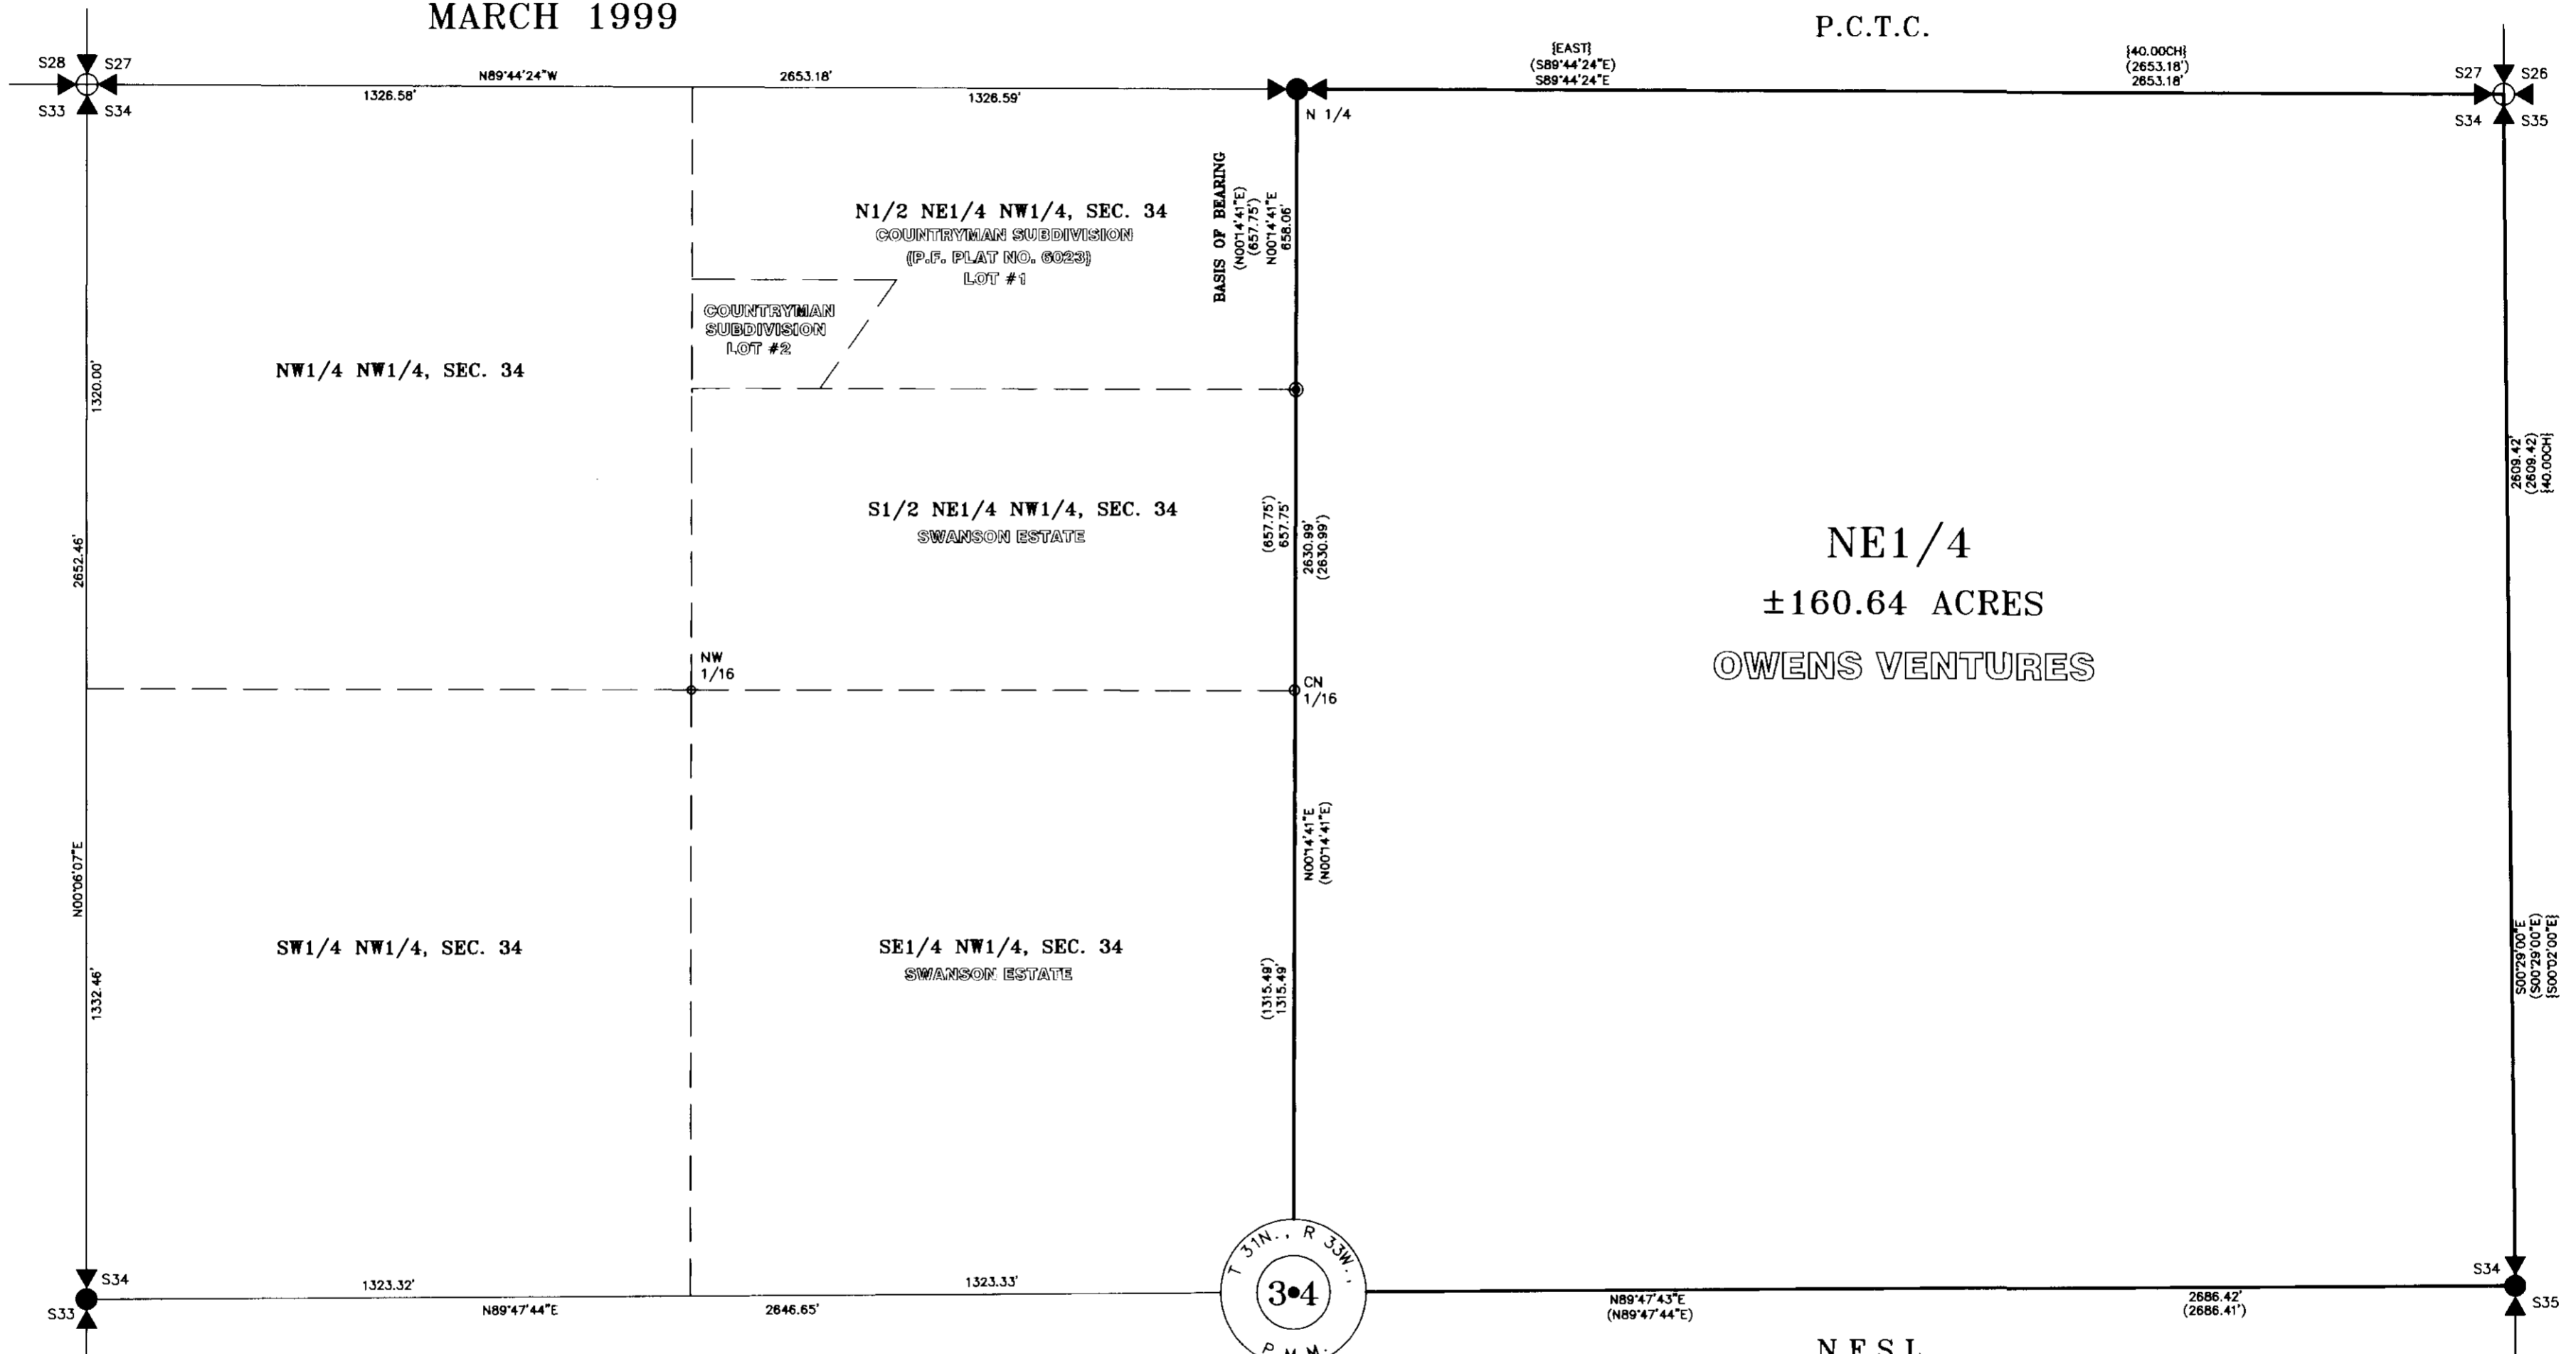 MARCH 1999
P.C.T.C.
S28
S27
S33
S34
N89°44'24"W
2653.18'
1326.58'
1326.59'
N 1/4
{EAST}
(S89°44'24"E)
S89°44'24"E
{40.00CH}
(2653.18')
2653.18'
S27
S26
S34
S35
BASIS OF BEARING
(N00°14'41"E)
(657.75')
N00°14'41"E
658.06'
N1/2 NE1/4 NW1/4, SEC. 34
COUNTRYMAN SUBDIVISION
(P.F. PLAT NO. 6023)
LOT #1
COUNTRYMAN
SUBDIVISION
LOT #2
NW1/4 NW1/4, SEC. 34
1320.00'
2652.46'
S1/2 NE1/4 NW1/4, SEC. 34
SWANSON ESTATE
(657.75')
657.75'
2630.99'
(2630.99')
2609.42'
(2609.42)
{40.00CH}
NE1/4
±160.64 ACRES
OWENS VENTURES
NW
1/16
CN
1/16
N00°06'07"E
1332.46'
SW1/4 NW1/4, SEC. 34
SE1/4 NW1/4, SEC. 34
SWANSON ESTATE
N00°14'41"E
(N00°14'41"E)
(1315.49')
1315.49'
S00°29'00"E
(S00°29'00"E)
{S00°02'00"E}
S34
S33
1323.32'
1323.33'
N89°47'44"E
2646.65'
T 31N., R 33W.,
3•4
P.M.M.
N89°47'43"E
(N89°47'44"E)
2686.42'
(2686.41')
S34
S35
N.F.S.L.